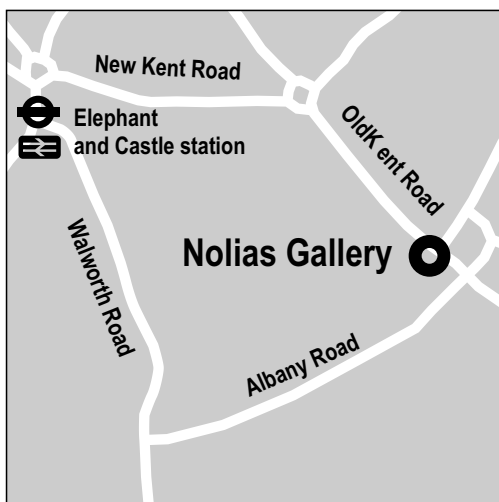 New Kent Road
Elephant
and Castle station
OldK ent Road
Nolias Gallery
Walworth Road
Albany Road